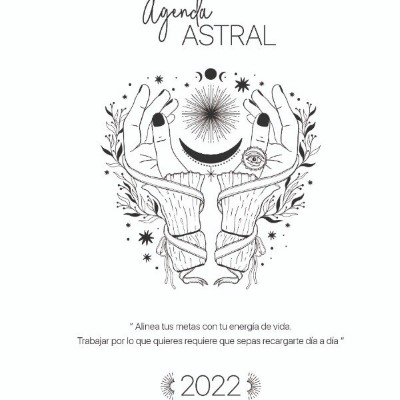 Agenda
ASTRAL
" Alinea tus metas con tu energía de vida.
Trabajar por lo que quieres requiere que sepas recargarte día a día "
2022